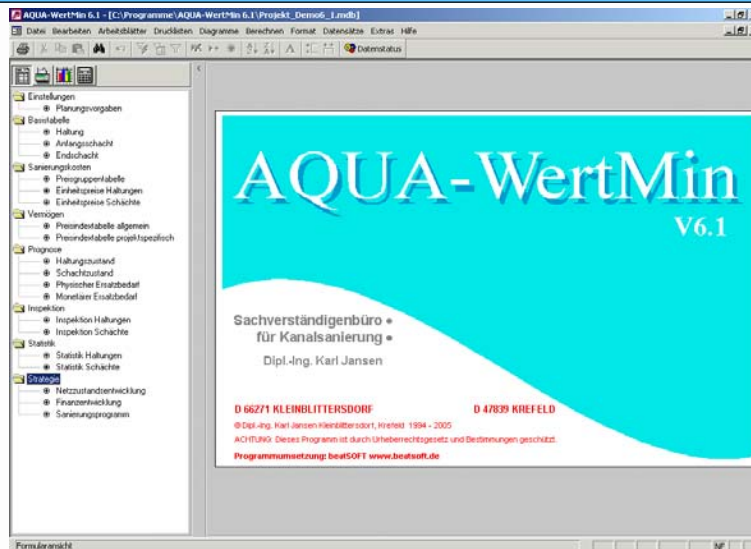 AQUA-WertMin 6.1 - [C:\Programme\AQUA-WertMin 6.1\Projekt_Demo6_1.mdb]
Datei Bearbeiten Arbeitsblätter Drucklisten Diagramme Berechnen Format Datensätze Extras Hilfe
Datenstatus
Einstellungen
Planungsvorgaben
Basistabelle
Haltung
Anfangsschacht
Endschacht
Sanierungskosten
Preisgruppentabelle
Einheitspreise Haltungen
Einheitspreise Schächte
Vermögen
Preisindextabelle allgemein
Preisindextabelle projektspezifisch
Prognose
Haltungszustand
Schachtzustand
Physischer Ersatzbedarf
Monetärer Ersatzbedarf
Inspektion
Inspektion Haltungen
Inspektion Schächte
Statistik
Statistik Haltungen
Statistik Schächte
Strategie
Netzzustandsentwicklung
Finanzentwicklung
Sanierungsprogramm
AQUA-WertMin
V6.1
Sachverständigenbüro •
für Kanalsanierung •
Dipl.-Ing. Karl Jansen
D 66271 KLEINBLITTERSDORF D 47839 KREFELD
© Dipl.-Ing. Karl Jansen Kleinblittersdorf, Krefeld 1994 - 2005
ACHTUNG: Dieses Programm ist durch Urheberrechtsgesetz und Bestimmungen geschützt.
Programmumsetzung: beatSOFT www.beatsoft.de
Formularansicht
NF